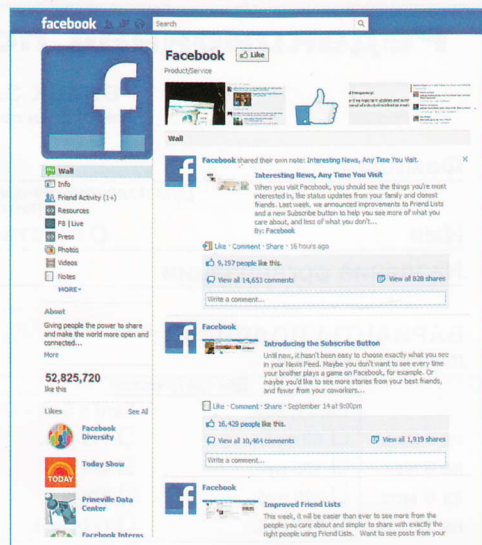 facebook
Search
Facebook
Like
Product/Service
Wall
Wall
Info
Friend Activity (1+)
Resources
FB | Live
Press
Photos
Videos
Notes
MORE
About
Giving people the power to share
and make the world more open and
connected...
More
52,825,720
like this
Likes See All
Facebook
Diversity
TODAY
Today Show
Prineville Data
Center
Facebook Interns
Facebook shared their own note: Interesting News, Any Time You Visit.
Interesting News, Any Time You Visit
When you visit Facebook, you should see the things you're most
interested in, like status updates from your family and closest
friends. Last week, we announced improvements to Friend Lists
and a new Subscribe button to help you see more of what you
care about, and less of what you don't...
By: Facebook
Like · Comment · Share · 16 hours ago
9,197 people like this.
View all 14,653 comments View all 820 shares
Write a comment...
Facebook
Introducing the Subscribe Button
Until now, it hasn't been easy to choose exactly what you see
in your News Feed. Maybe you don't want to see every time
your brother plays a game on Facebook, for example. Or
maybe you'd like to see more stories from your best friends,
and fewer from your coworkers...
Like · Comment · Share · September 14 at 9:00pm
16,429 people like this.
View all 10,464 comments View all 1,919 shares
Write a comment...
Facebook
Improved Friend Lists
This week, it will be easier than ever to see more from the
people you care about and simpler to share with exactly the
right people using Friend Lists. Want to see posts from your